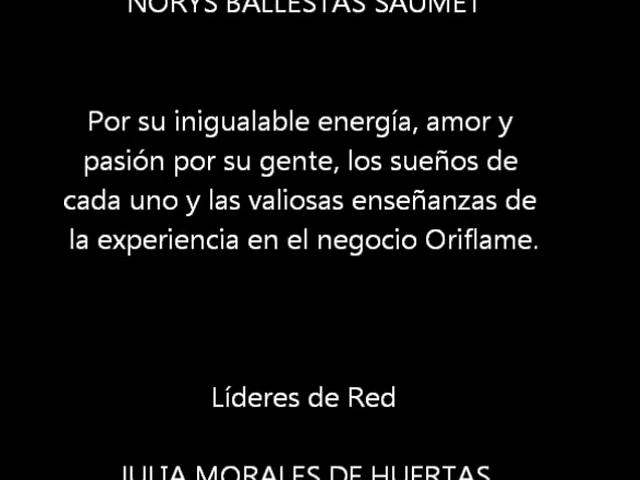 NORYS BALLESTAS SAUMET
Por su inigualable energía, amor y
pasión por su gente, los sueños de
cada uno y las valiosas enseñanzas de
la experiencia en el negocio Oriflame.
Líderes de Red
JULIA MORALES DE HUERTAS